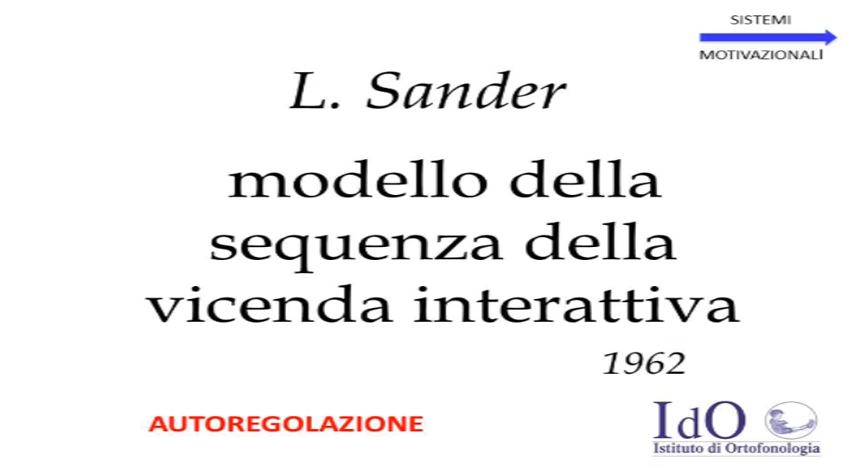 SISTEMI
MOTIVAZIONALI
L. Sander
modello della
sequenza della
vicenda interattiva
1962
AUTOREGOLAZIONE
IdO
Istituto di Ortofonologia